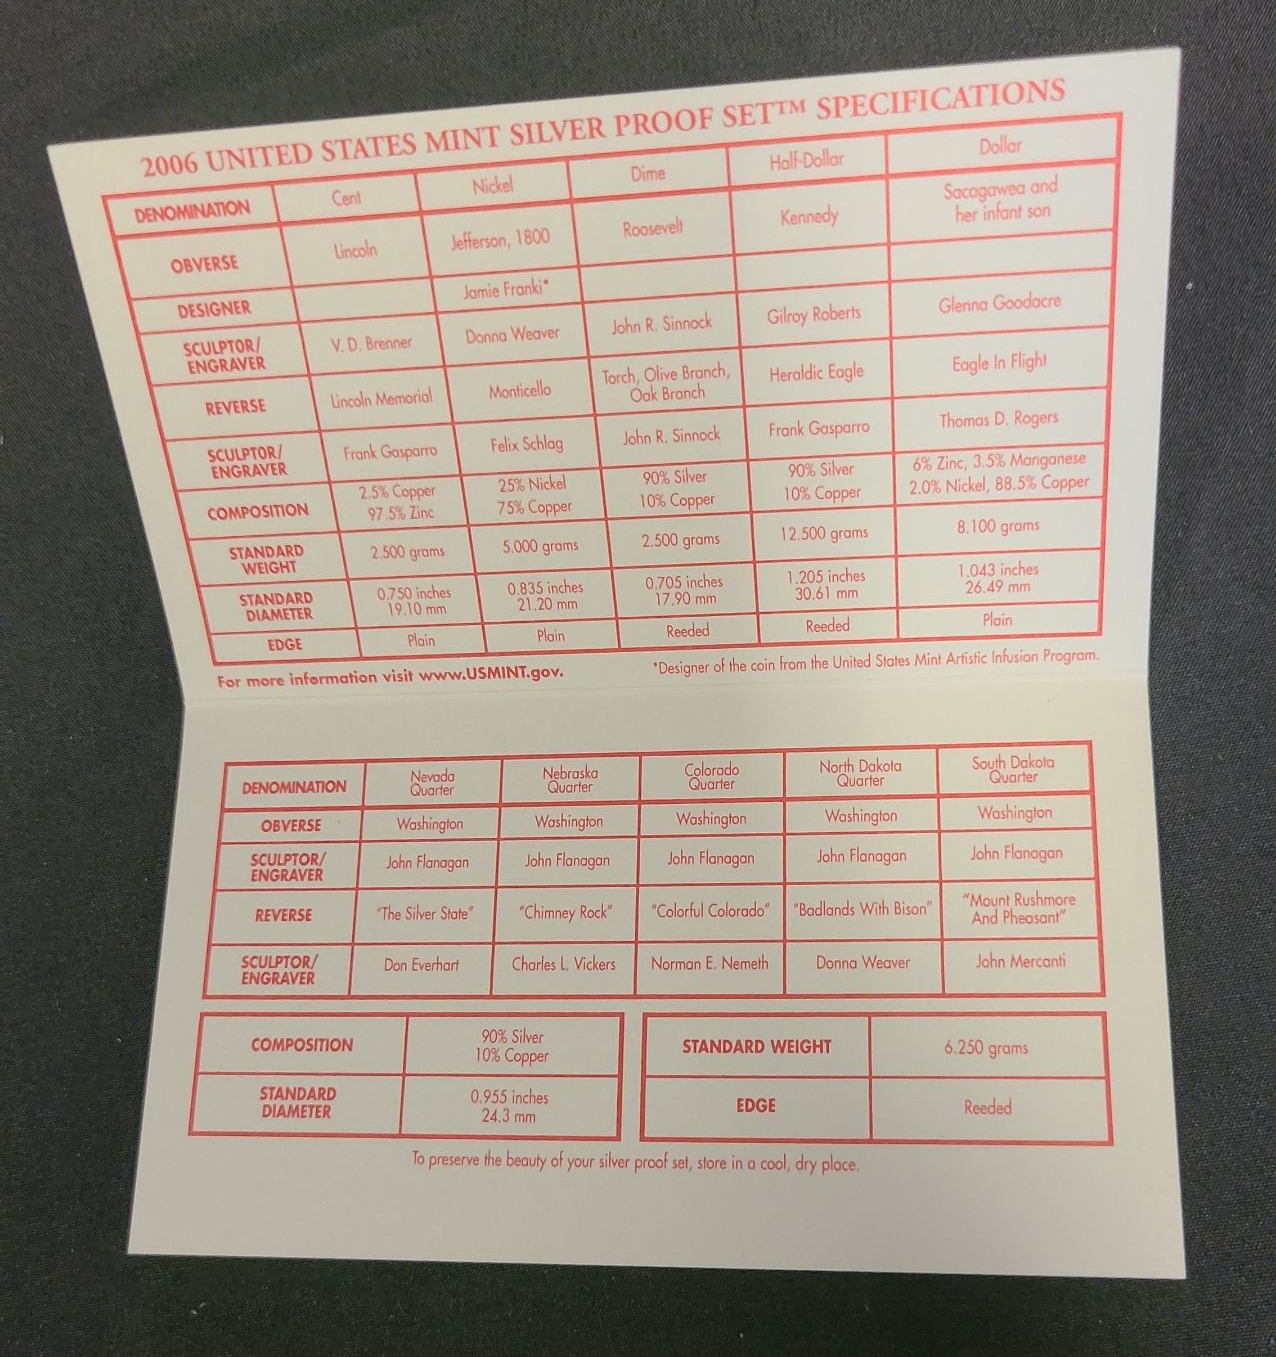 2006 UNITED STATES MINT SILVER PROOF SET™ SPECIFICATIONS
DENOMINATION Cent Nickel Dime Half-Dollar Dollar
OBVERSE Lincoln Jefferson, 1800 Roosevelt Kennedy Sacagawea and
her infant son
DESIGNER Jamie Franki*
SCULPTOR/
ENGRAVER V. D. Brenner Donna Weaver John R. Sinnock Gilroy Roberts Glenna Goodacre
REVERSE Lincoln Memorial Monticello Torch, Olive Branch,
Oak Branch Heraldic Eagle Eagle In Flight
SCULPTOR/
ENGRAVER Frank Gasparro Felix Schlag John R. Sinnock Frank Gasparro Thomas D. Rogers
COMPOSITION 2.5% Copper 25% Nickel 90% Silver 90% Silver 6% Zinc, 3.5% Manganese
97.5% Zinc 75% Copper 10% Copper 10% Copper 2.0% Nickel, 88.5% Copper
STANDARD
WEIGHT 2.500 grams 5.000 grams 2.500 grams 12.500 grams 8.100 grams
STANDARD 0.750 inches 0.835 inches 0.705 inches 1.205 inches 1.043 inches
DIAMETER 19.10 mm 21.20 mm 17.90 mm 30.61 mm 26.49 mm
EDGE Plain Plain Reeded Reeded Plain
For more information visit www.USMINT.gov. *Designer of the coin from the United States Mint Artistic Infusion Program.
DENOMINATION Nevada Nebraska Colorado North Dakota South Dakota
Quarter Quarter Quarter Quarter Quarter
OBVERSE Washington Washington Washington Washington Washington
SCULPTOR/
ENGRAVER John Flanagan John Flanagan John Flanagan John Flanagan John Flanagan
REVERSE "The Silver State" "Chimney Rock" "Colorful Colorado" "Badlands With Bison" "Mount Rushmore
And Pheasant"
SCULPTOR/
ENGRAVER Don Everhart Charles L. Vickers Norman E. Nemeth Donna Weaver John Mercanti
COMPOSITION 90% Silver
10% Copper
STANDARD WEIGHT 6.250 grams
STANDARD 0.955 inches
DIAMETER 24.3 mm
EDGE Reeded
To preserve the beauty of your silver proof set, store in a cool, dry place.